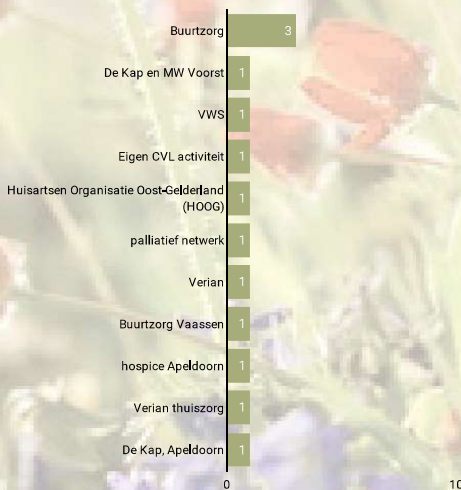 Buurtzorg 3
De Kap en MW Voorst 1
VWS 1
Eigen CVL activiteit 1
Huisartsen Organisatie Oost-Gelderland
(HOOG) 1
palliatief netwerk 1
Verian 1
Buurtzorg Vaassen 1
hospice Apeldoorn 1
Verian thuiszorg 1
De Kap, Apeldoorn 1
0 10